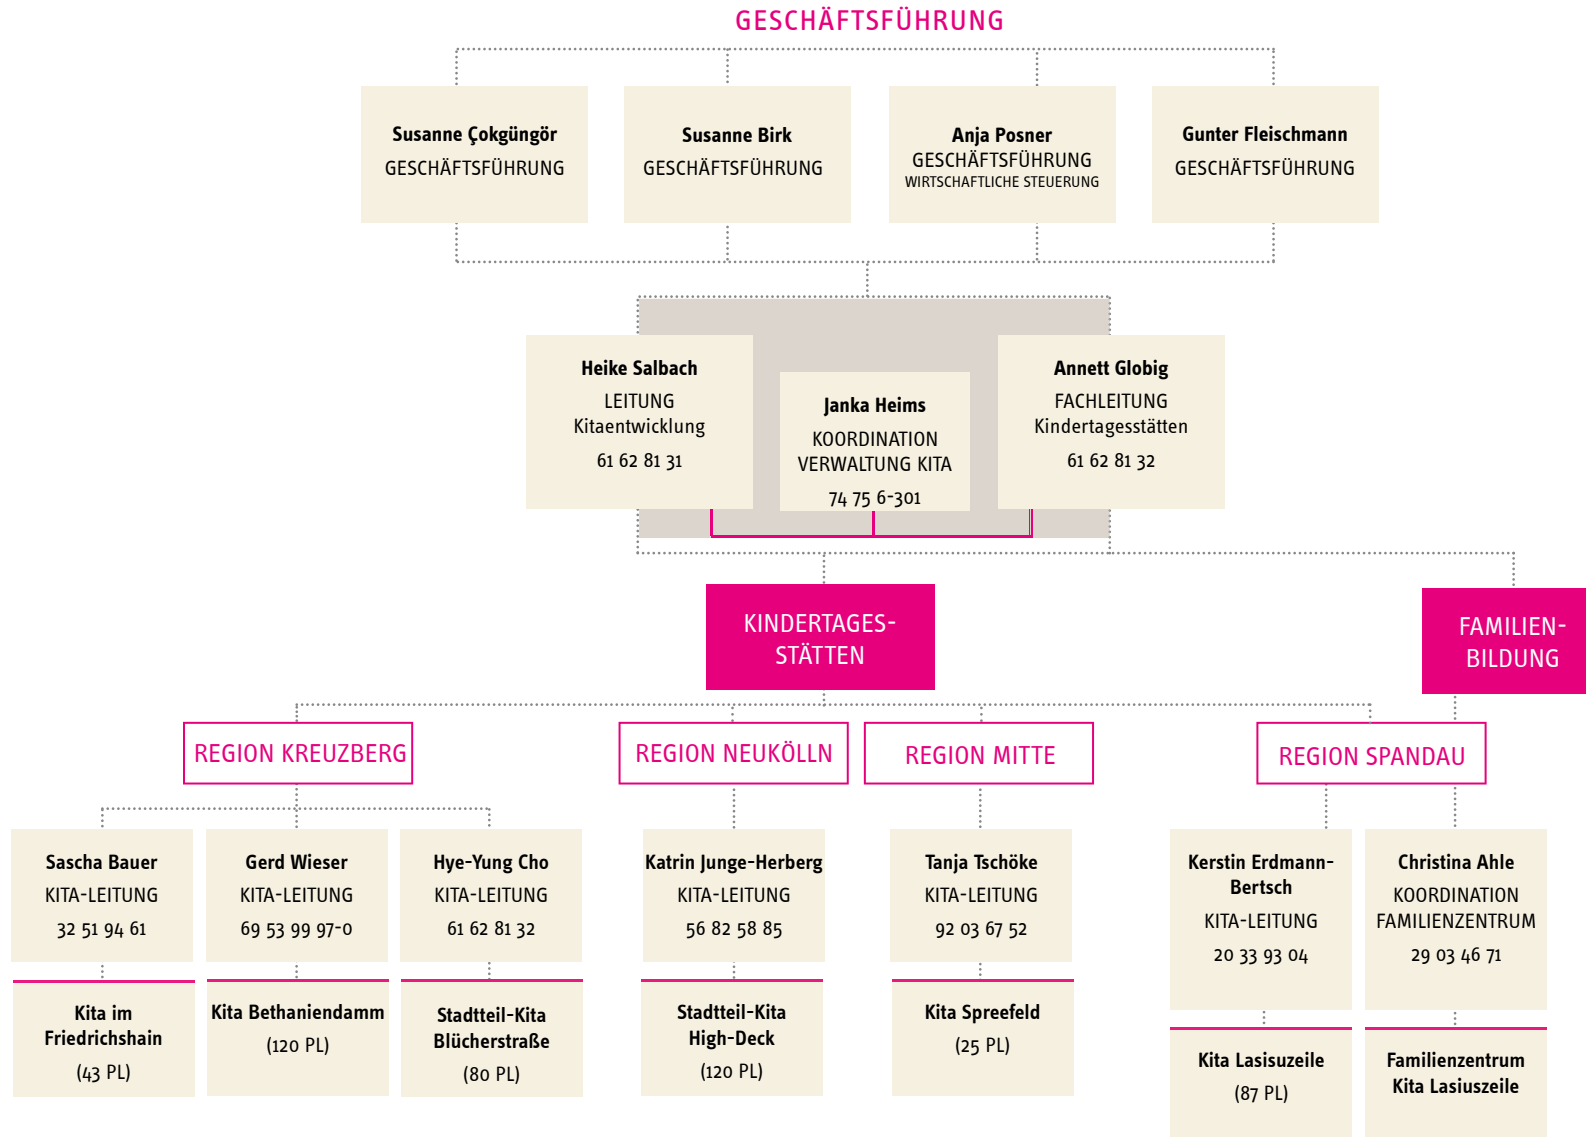 GESCHÄFTSFÜHRUNG
Susanne Çokgüngör
GESCHÄFTSFÜHRUNG
Susanne Birk
GESCHÄFTSFÜHRUNG
Anja Posner
GESCHÄFTSFÜHRUNG
WIRTSCHAFTLICHE STEUERUNG
Gunter Fleischmann
GESCHÄFTSFÜHRUNG
Heike Salbach
LEITUNG
Kitaentwicklung
61 62 81 31
Janka Heims
KOORDINATION
VERWALTUNG KITA
74 75 6-301
Annett Globig
FACHLEITUNG
Kindertagesstätten
61 62 81 32
KINDERTAGES-
STÄTTEN
FAMILIEN-
BILDUNG
REGION KREUZBERG
REGION NEUKÖLLN
REGION MITTE
REGION SPANDAU
Sascha Bauer
KITA-LEITUNG
32 51 94 61
Gerd Wieser
KITA-LEITUNG
69 53 99 97-0
Hye-Yung Cho
KITA-LEITUNG
61 62 81 32
Katrin Junge-Herberg
KITA-LEITUNG
56 82 58 85
Tanja Tschöke
KITA-LEITUNG
92 03 67 52
Kerstin Erdmann-
Bertsch
KITA-LEITUNG
20 33 93 04
Christina Ahle
KOORDINATION
FAMILIENZENTRUM
29 03 46 71
Kita im
Friedrichshain
(43 PL)
Kita Bethaniendamm
(120 PL)
Stadtteil-Kita
Blücherstraße
(80 PL)
Stadtteil-Kita
High-Deck
(120 PL)
Kita Spreefeld
(25 PL)
Kita Lasisuzeile
(87 PL)
Familienzentrum
Kita Lasiuszeile